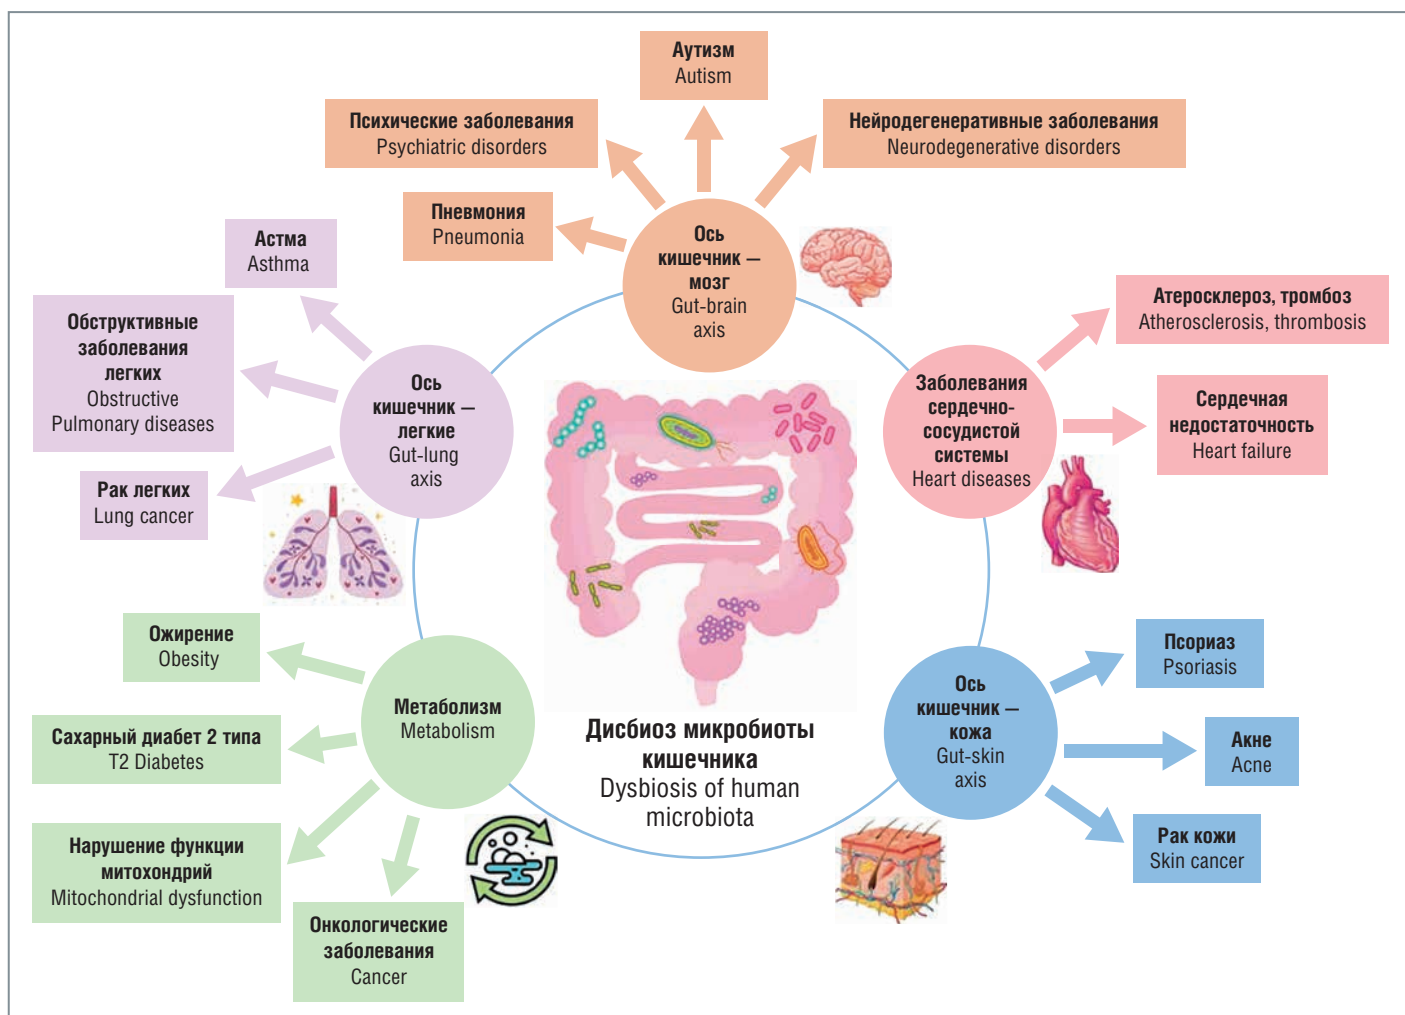 Аутизм
Autism
Психические заболевания
Psychiatric disorders
Нейродегенеративные заболевания
Neurodegenerative disorders
Пневмония
Pneumonia
Ось
кишечник —
мозг
Gut-brain
axis
Астма
Asthma
Обструктивные
заболевания
легких
Obstructive
Pulmonary diseases
Рак легких
Lung cancer
Ось
кишечник —
легкие
Gut-lung
axis
Заболевания
сердечно-
сосудистой
системы
Heart diseases
Атеросклероз, тромбоз
Atherosclerosis, thrombosis
Сердечная
недостаточность
Heart failure
Ожирение
Obesity
Сахарный диабет 2 типа
T2 Diabetes
Нарушение функции
митохондрий
Mitochondrial dysfunction
Онкологические
заболевания
Cancer
Метаболизм
Metabolism
Дисбиоз микробиоты
кишечника
Dysbiosis of human
microbiota
Ось
кишечник —
кожа
Gut-skin
axis
Псориаз
Psoriasis
Акне
Acne
Рак кожи
Skin cancer